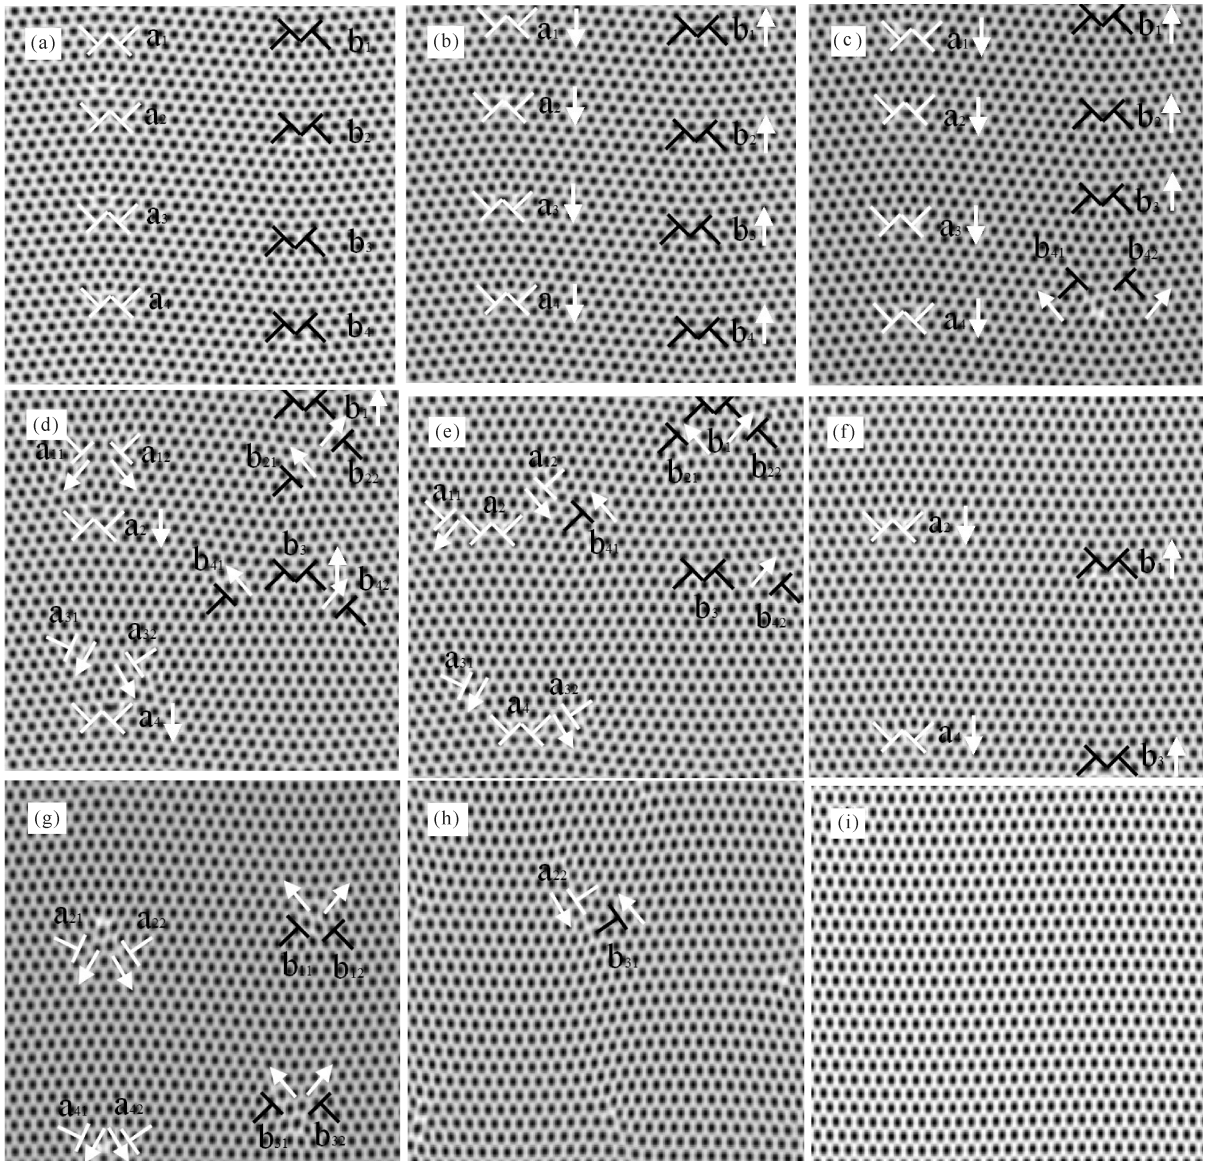 (a) a1 b1
a2 b2
a3 b3
a4 b4
(b) a1 b1
a2 b2
a3 b3
a4 b4
(c) a1 b1
a2 b2
a3 b3
b41 b42
a4
(d) b1
a11 a12 b21 b22
a2 b3
b41 b42
a31 a32
a4
(e) b1
a12 b21 b22
a11 a2
b41
b3 b42
a31 a32
a4
(f)
a2
b1
a4
b3
(g)
a21 a22
b11 b12
a41 a42
b31 b32
(h)
a22
b31
(i)